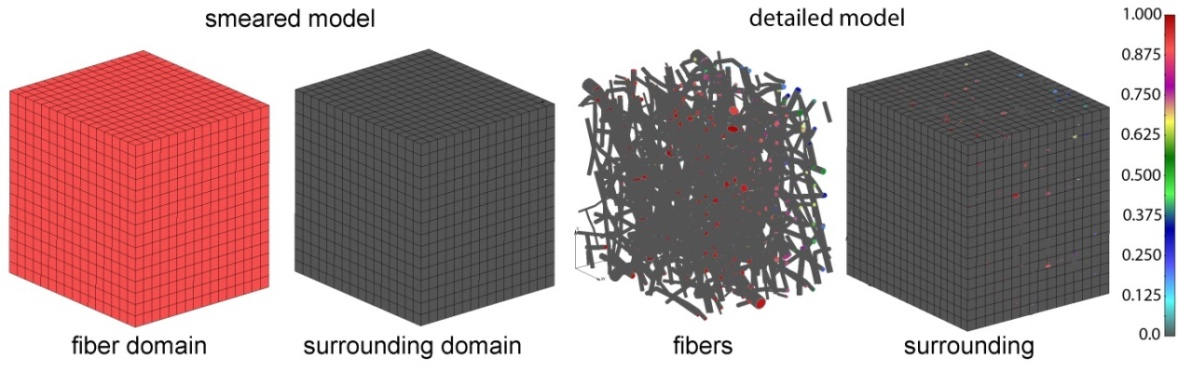 smeared model
detailed model
fiber domain
surrounding domain
fibers
surrounding
1.000
0.875
0.750
0.625
0.500
0.375
0.250
0.125
0.0